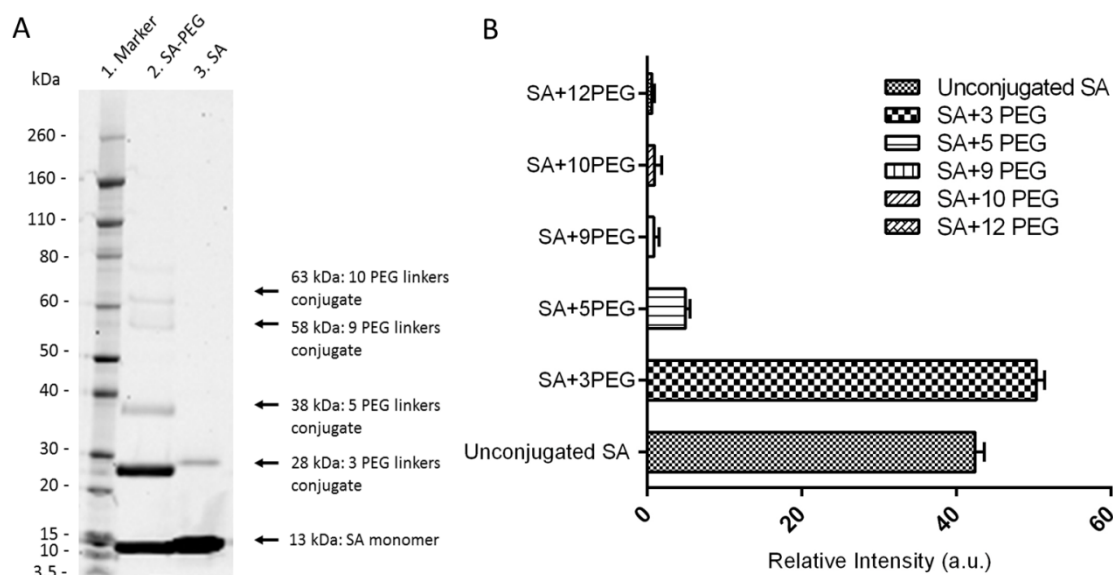 A
1. Marker
2. SA-PEG
3. SA
kDa
260 -
160 -
110 -
80 -
60 -
50 -
40 -
30 -
20 -
15 -
10 -
3.5 -
63 kDa: 10 PEG linkers
conjugate
58 kDa: 9 PEG linkers
conjugate
38 kDa: 5 PEG linkers
conjugate
28 kDa: 3 PEG linkers
conjugate
13 kDa: SA monomer
B
SA+12PEG
SA+10PEG
SA+9PEG
SA+5PEG
SA+3PEG
Unconjugated SA
Unconjugated SA
SA+3 PEG
SA+5 PEG
SA+9 PEG
SA+10 PEG
SA+12 PEG
0
20
40
60
Relative Intensity (a.u.)